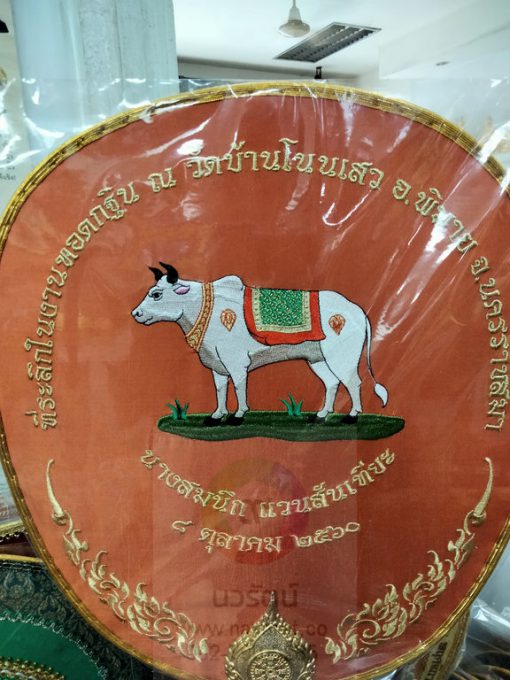 ที่ระลึกในงานทอดกฐิน ณ วัดบ้านโนนเสว อ.พิมาย จ.นครราชสีมา
นางสมนึก แวนสันเทียะ
๘ ตุลาคม ๒๕๖๐
นวรัตน์